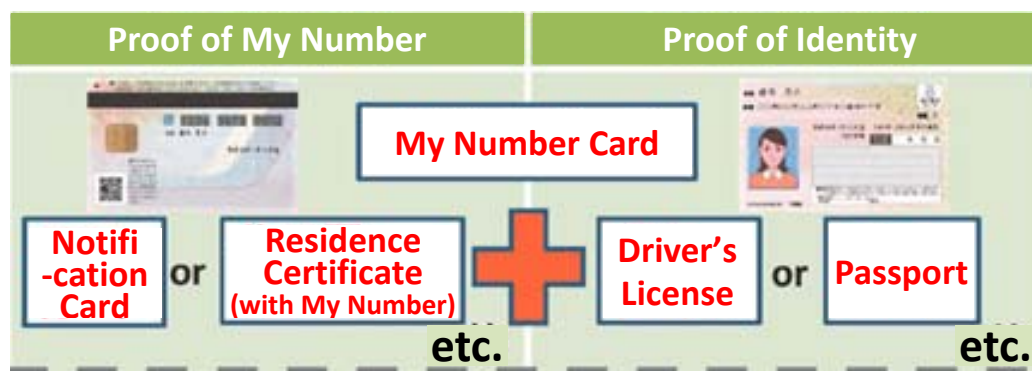 Proof of My Number
Proof of Identity
My Number Card
Notifi
-cation
Card
or
Residence
Certificate
(with My Number)
Driver’s
License
or
Passport
etc.
etc.